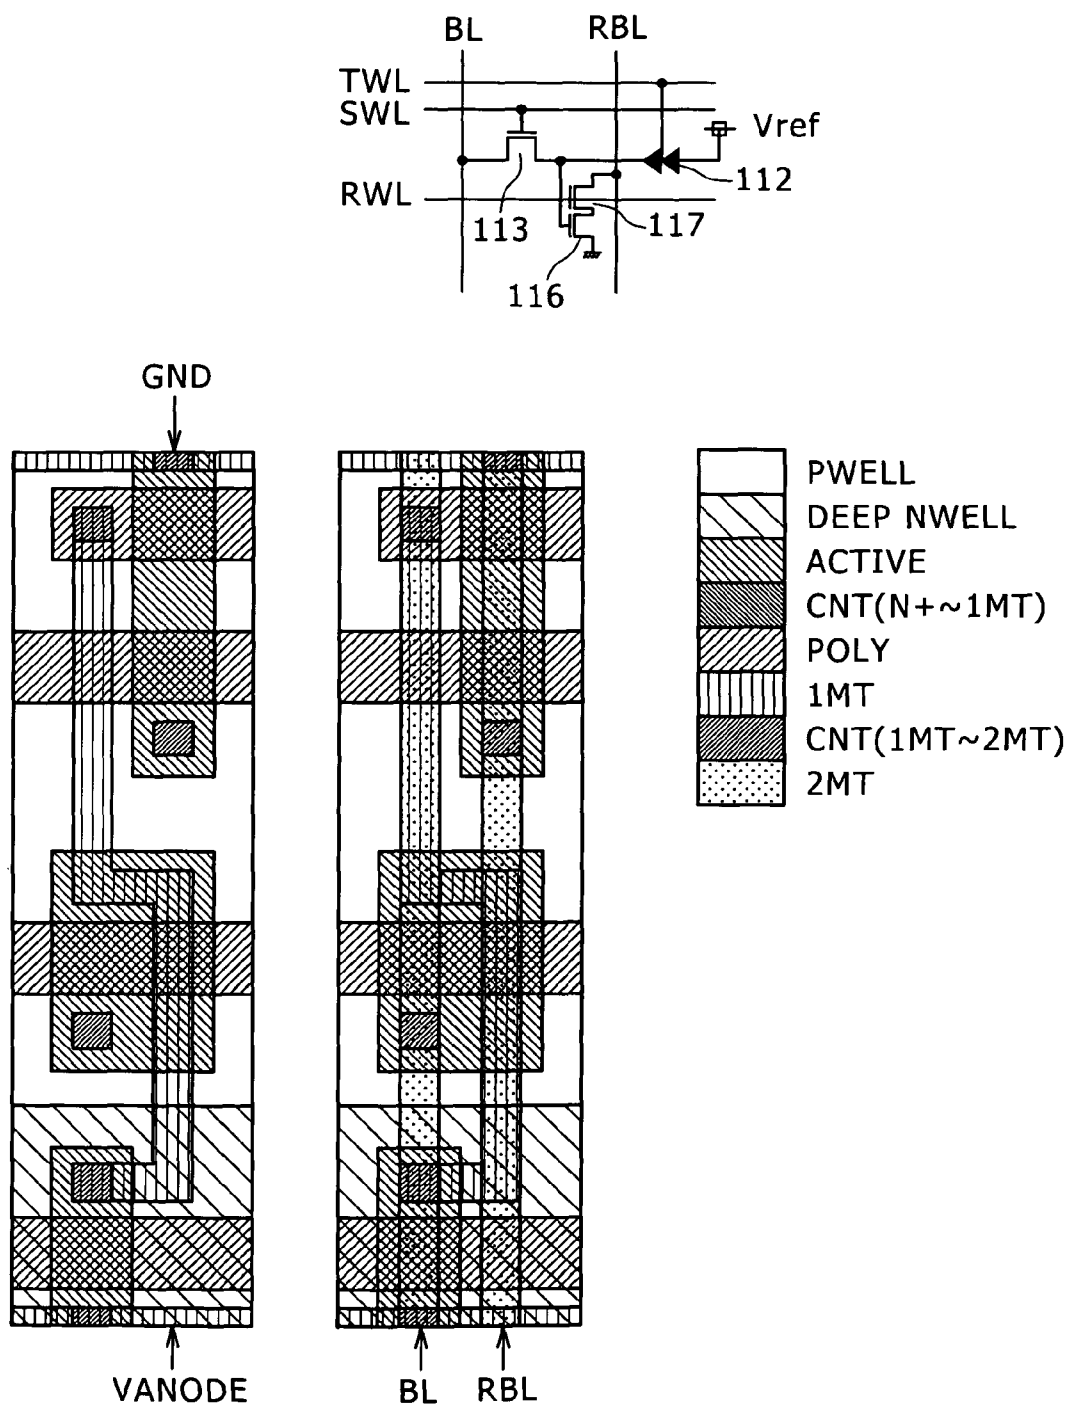 BL RBL
TWL
SWL
Vref
112
RWL
113
117
116
GND
PWELL
DEEP NWELL
ACTIVE
CNT(N+~1MT)
POLY
1MT
CNT(1MT~2MT)
2MT
VANODE BL RBL